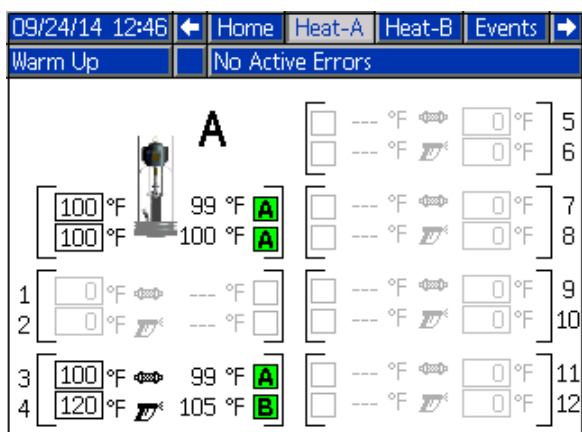 09/24/14 12:46 Home Heat-A Heat-B Events
Warm Up No Active Errors
A
--- °F 0 °F 5
--- °F 0 °F 6
100 °F 99 °F A
100 °F 100 °F A
--- °F 0 °F 7
--- °F 0 °F 8
1 0 °F --- °F
2 0 °F --- °F
--- °F 0 °F 9
--- °F 0 °F 10
3 100 °F 99 °F A
4 120 °F 105 °F B
--- °F 0 °F 11
--- °F 0 °F 12